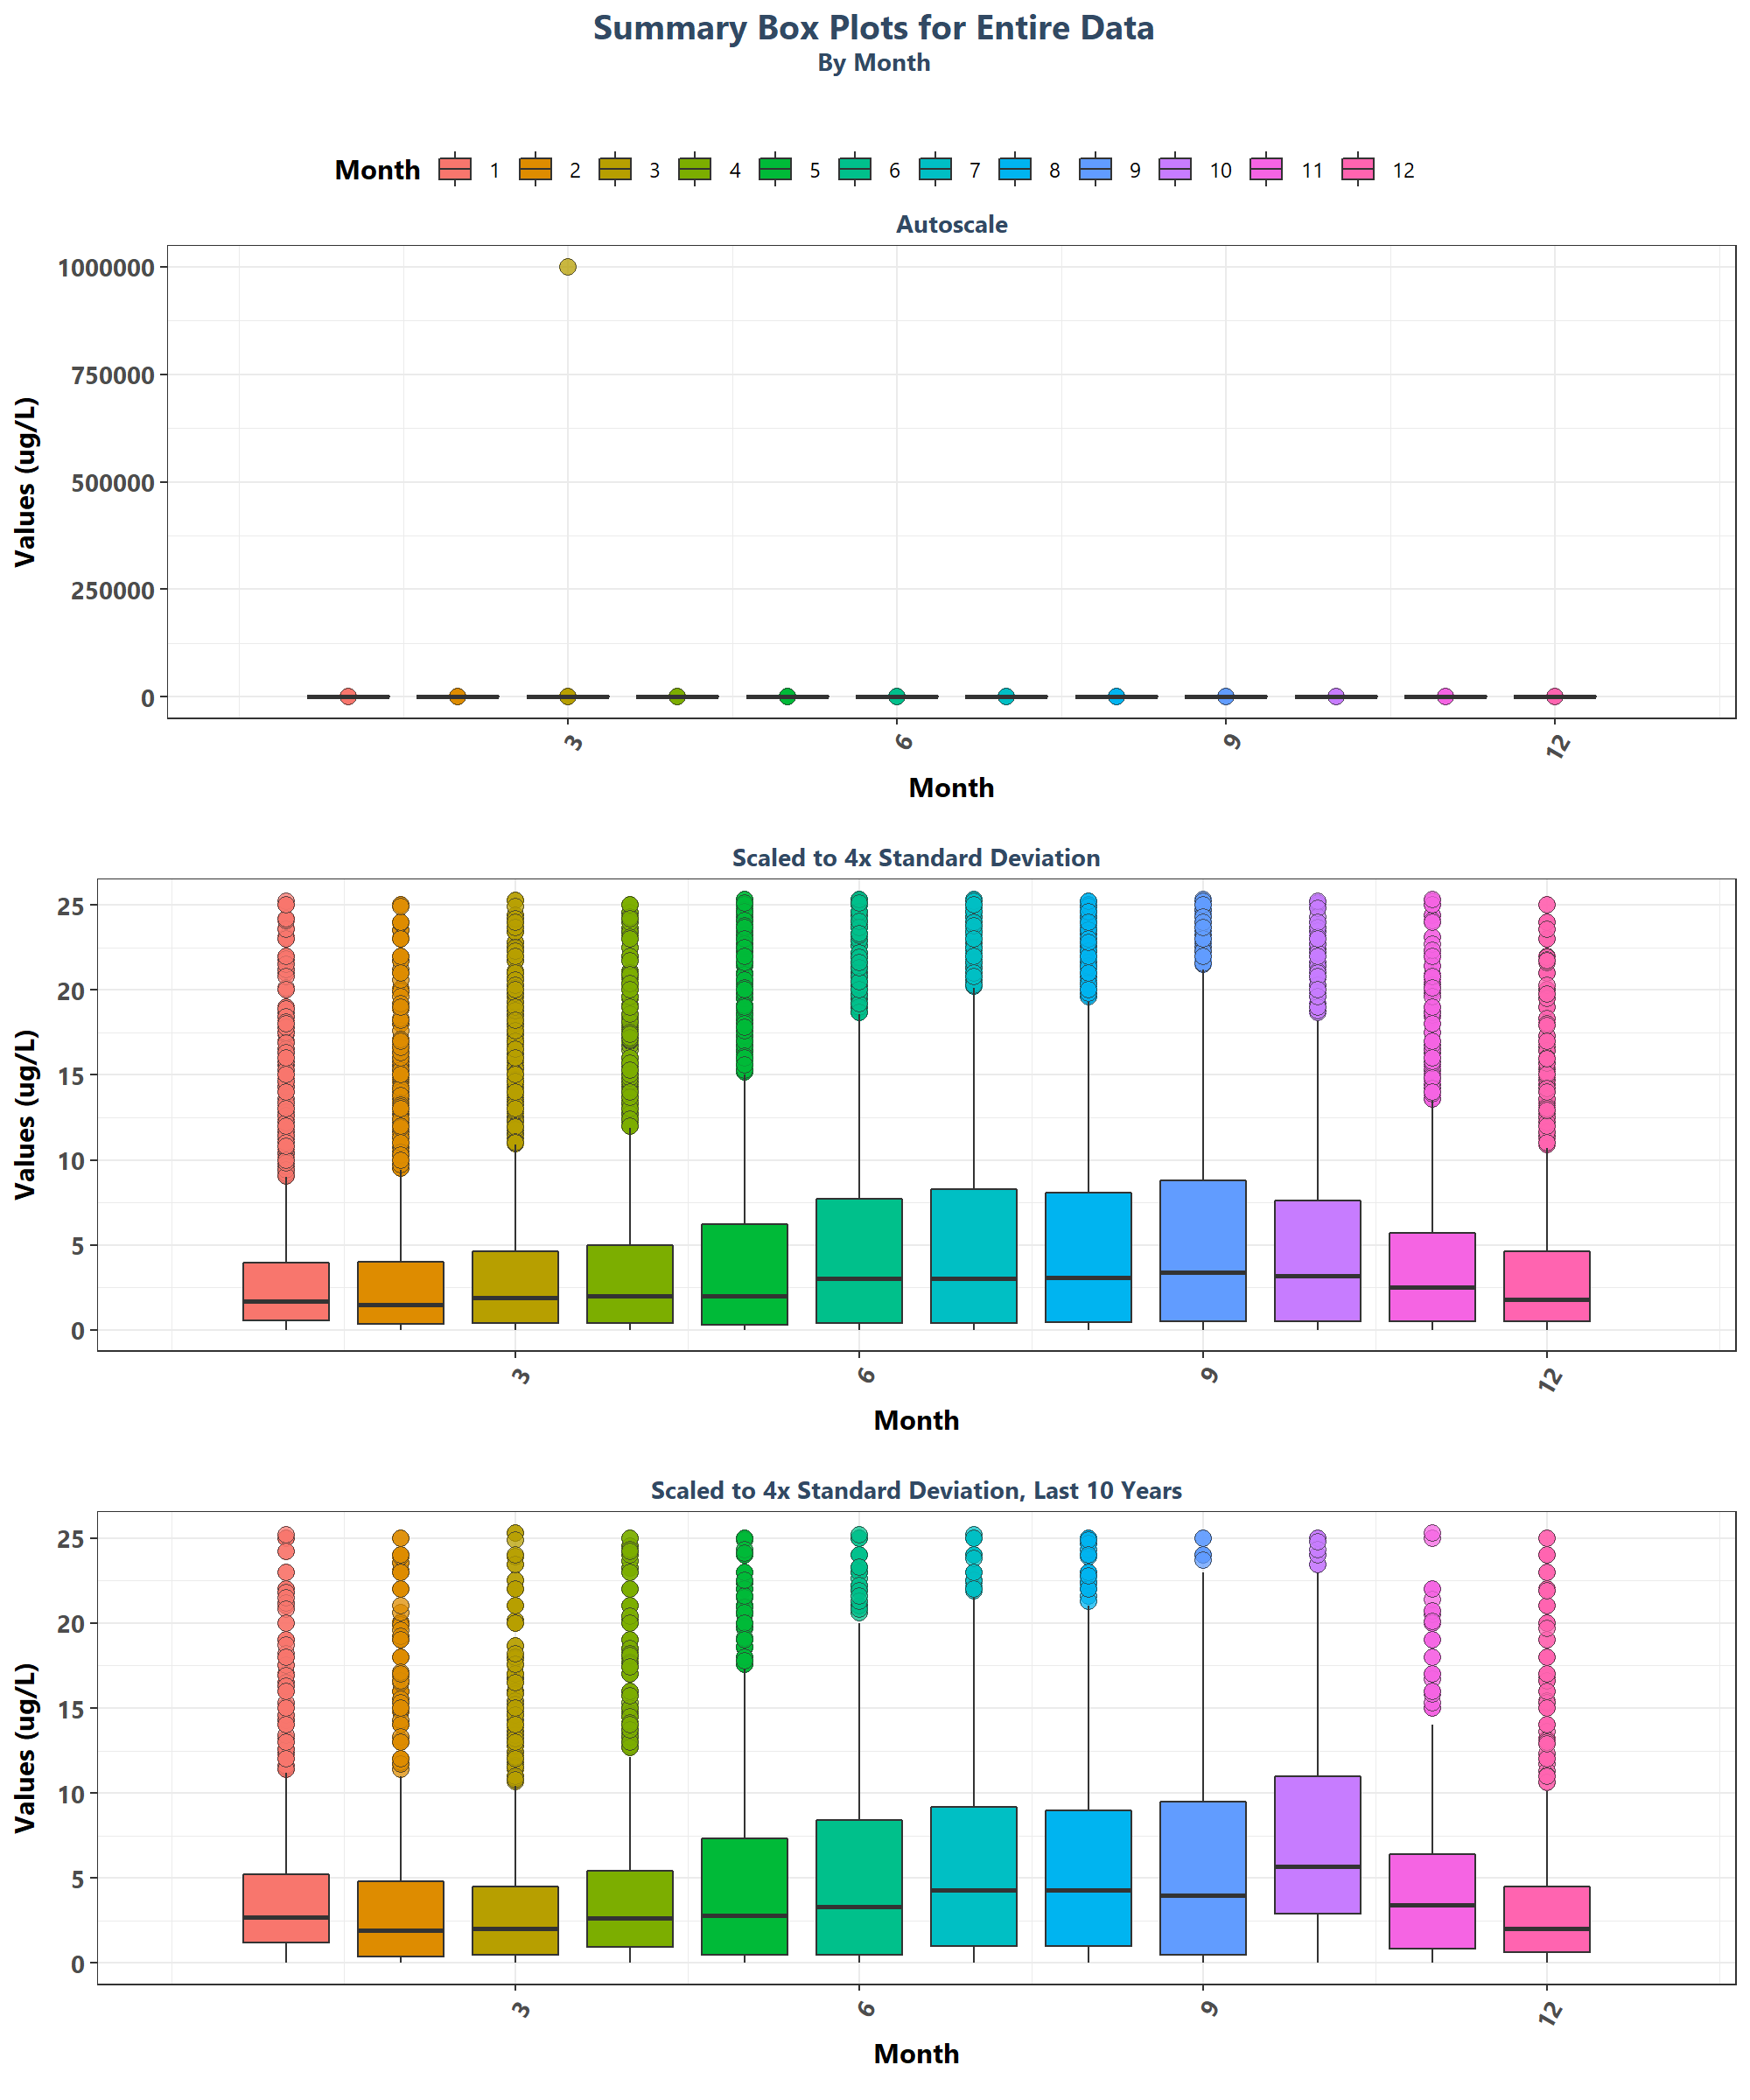 Summary Box Plots for Entire Data
By Month
Month 1 2 3 4 5 6 7 8 9 10 11 12
Autoscale
Values (ug/L)
1000000
750000
500000
250000
0
3 6 9 12
Month
Scaled to 4x Standard Deviation
Values (ug/L)
25
20
15
10
5
0
3 6 9 12
Month
Scaled to 4x Standard Deviation, Last 10 Years
Values (ug/L)
25
20
15
10
5
0
3 6 9 12
Month